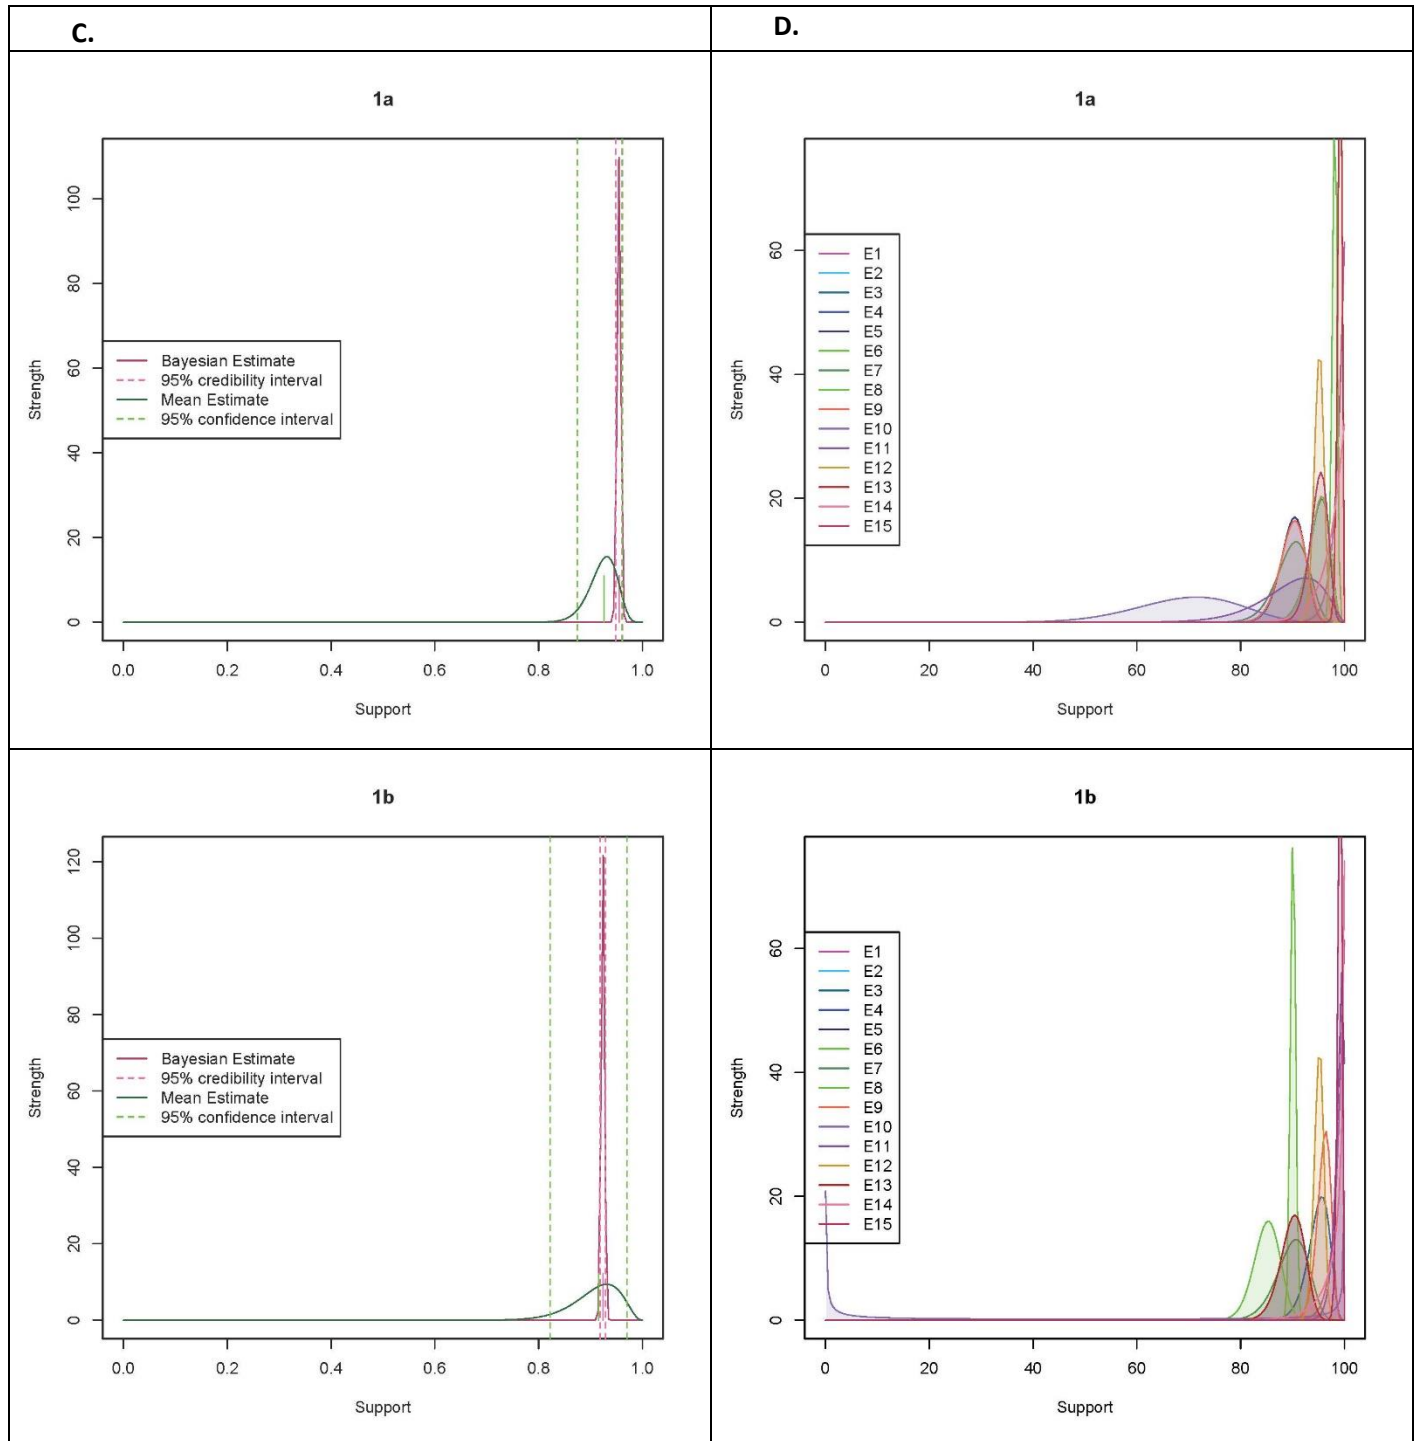 C.
D.
1a
Strength
100
80
60
40
20
0
Bayesian Estimate
95% credibility interval
Mean Estimate
95% confidence interval
0.0 0.2 0.4 0.6 0.8 1.0
Support
1a
Strength
60
40
20
0
E1
E2
E3
E4
E5
E6
E7
E8
E9
E10
E11
E12
E13
E14
E15
0 20 40 60 80 100
Support
1b
Strength
120
100
80
60
40
20
0
Bayesian Estimate
95% credibility interval
Mean Estimate
95% confidence interval
0.0 0.2 0.4 0.6 0.8 1.0
Support
1b
Strength
60
40
20
0
E1
E2
E3
E4
E5
E6
E7
E8
E9
E10
E11
E12
E13
E14
E15
0 20 40 60 80 100
Support